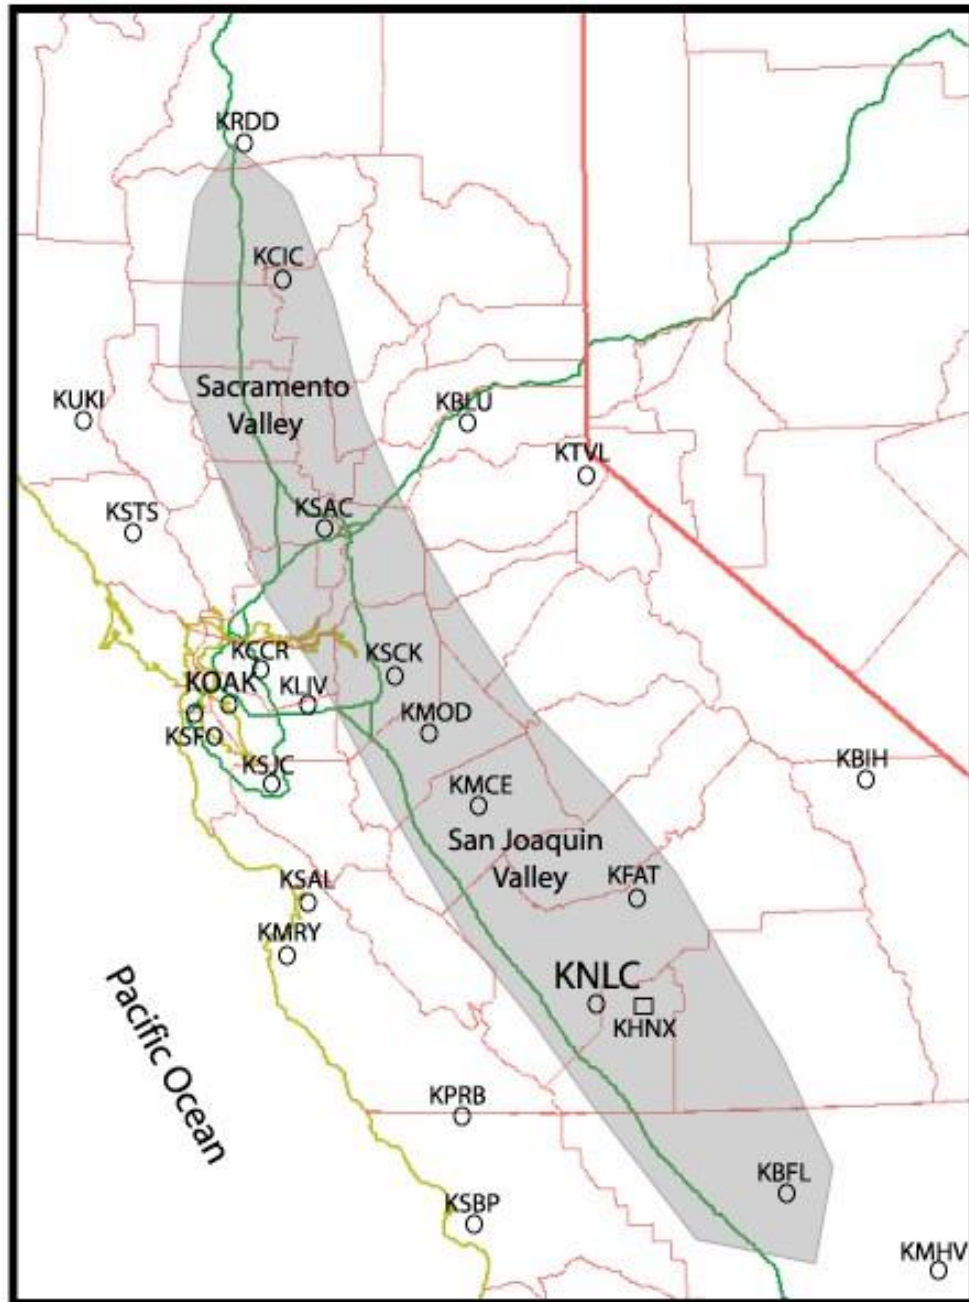 KRDD
KCIC
Sacramento
Valley
KUKI
KBLU
KTVL
KSTS
KSAC
KCCR
KSCK
KOAK
KLIV
KSFO
KMOD
KSJC
KBIH
KMCE
San Joaquin
Valley
KSAL
KFAT
KMRY
KNLC
KHNX
Pacific Ocean
KPRB
KBFL
KSBP
KMHV